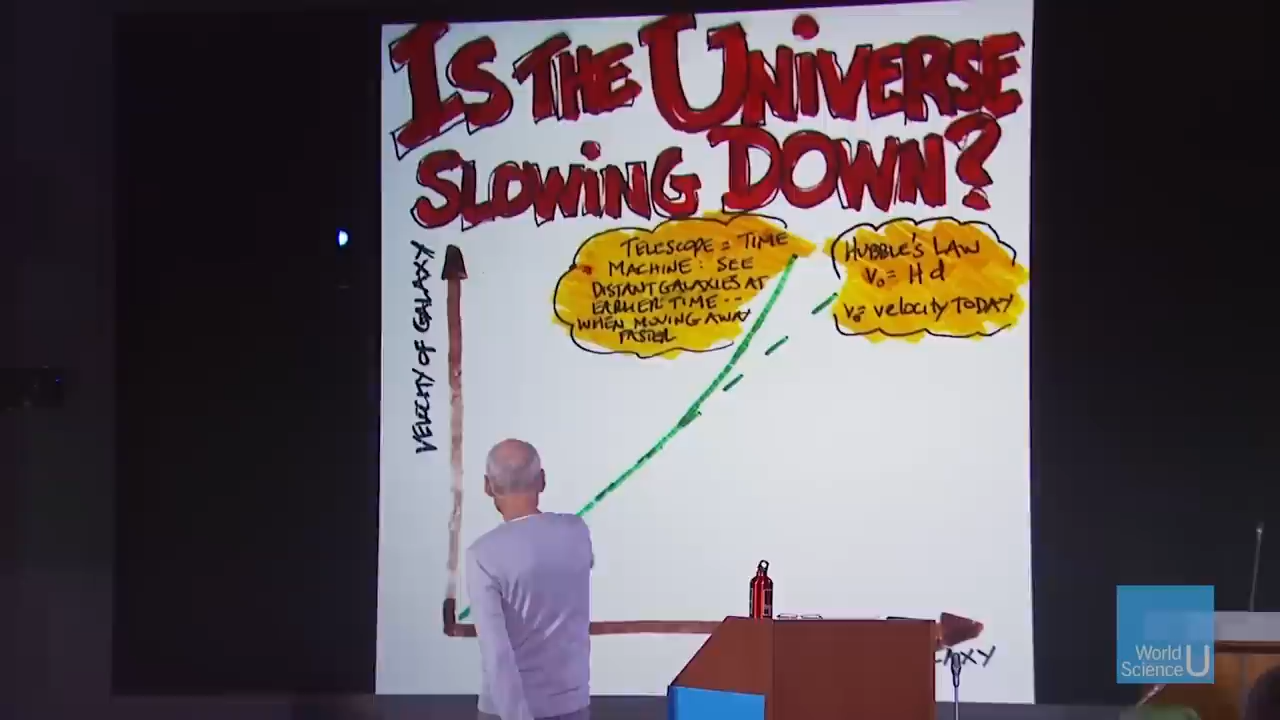 IS THE UNIVERSE
SLOWING DOWN?
TELESCOPE = TIME
MACHINE: SEE
DISTANT GALAXIES AT
EARLIER TIME --
WHEN MOVING AWAY
FASTER
HUBBLE'S LAW
V₀ = H d
V₀ = velocity TODAY
VELOCITY OF GALAXY
World
Science U